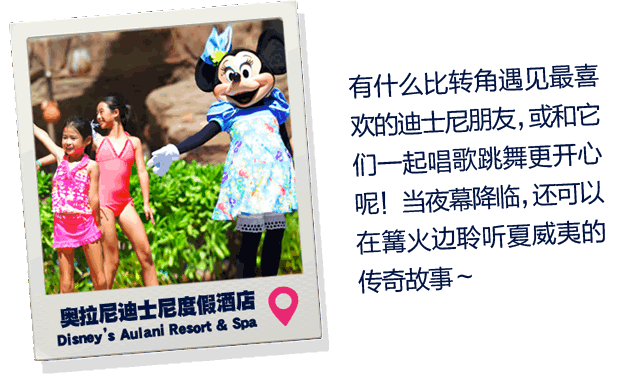 奥拉尼迪士尼度假酒店
Disney's Aulani Resort & Spa
有什么比转角遇见最喜
欢的迪士尼朋友，或和它
们一起唱歌跳舞更开心
呢！当夜幕降临，还可以
在篝火边聆听夏威夷的
传奇故事~